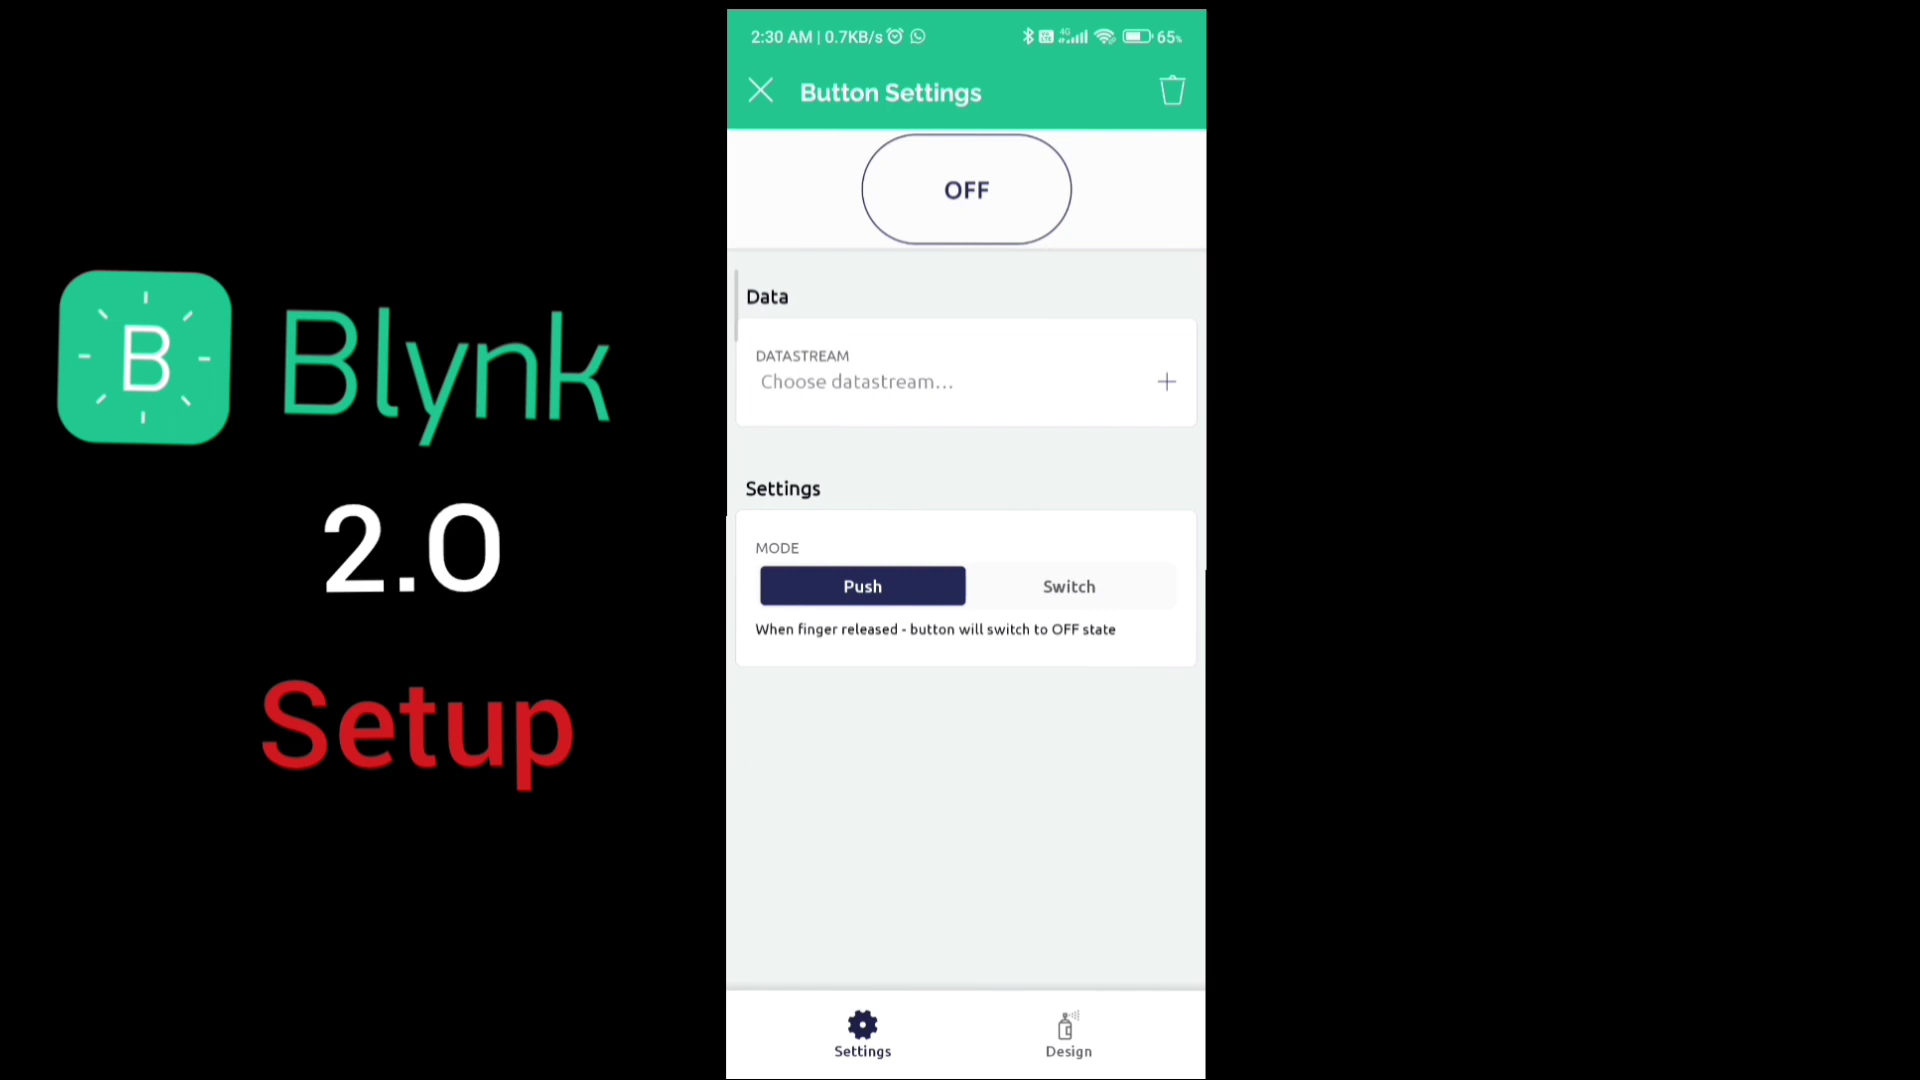 B Blynk
2.0
Setup
2:30 AM | 0.7KB/s
4G
65%
Button Settings
OFF
Data
DATASTREAM
Choose datastream...
Settings
MODE
Push Switch
When finger released - button will switch to OFF state
Settings Design